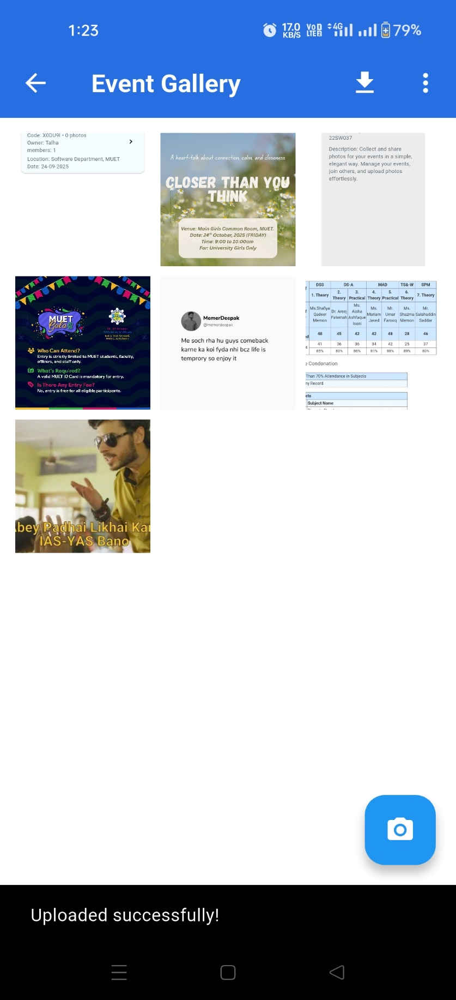 1:23
17.0
KB/S
VoD
LTE2
4G
79%
Event Gallery
Code: X0DU9I • 0 photos
Owner: Talha
members: 1
Location: Software Department, MUET
Date: 24-09-2025
A heart-talk about connection, calm, and closeness
CLOSER THAN YOU
THINK
Venue: Main Girls Common Room, MUET.
Date: 24th October, 2025 (FRIDAY)
Time: 9:00 to 10:00am
For: University Girls Only
22SW037
Description: Collect and share
photos for your events in a simple,
elegant way. Manage your events,
join others, and upload photos
effortlessly.
MUET
Gala
Who Can Attend?
Entry is strictly limited to MUET students, faculty,
officers, and staff only.
What's Required?
A valid MUET ID Card is mandatory for entry.
Is There Any Entry Fee?
No, entry is free for all eligible participants.
MemerDeepak
@memerdeepak
Me soch rha hu guys comeback
karne ka koi fyda nhi bcz life is
temprory so enjoy it
DSS DS-A MAD TS&-W SPM
1. Theory 2. Theory 3. Practical 4. Theory 5. Practical 6. Theory 7. Theory
Ms.Shafiya Qadeer Memon Dr. Areej Fatemah Ms. Aisha Ashfaque Isani Ms. Mariam Javed Mr. Umar Farooq Ms. Shazma Memon Mr. Salahuddin Saddar
48 45 42 42 48 28 46
41 36 36 34 42 25 37
85% 80% 86% 81% 88% 89% 80%
Condonation
Than 70% Attendance in Subjects
ny Record
cts
Subject Name
bey Padhai Likhai Kar
IAS-YAS Bano
Uploaded successfully!